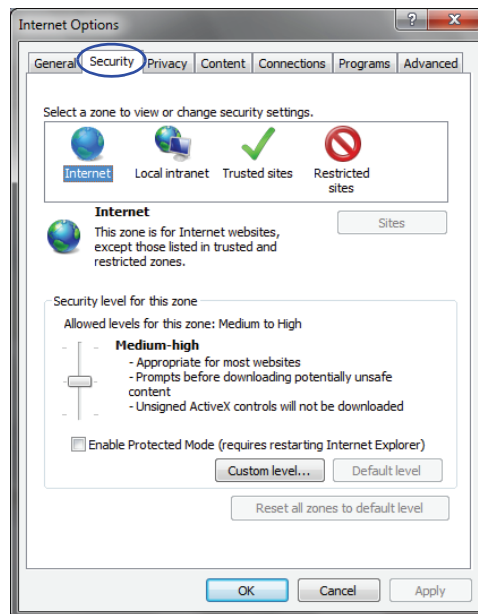 Internet Options
General Security Privacy Content Connections Programs Advanced
Select a zone to view or change security settings.
Internet Local intranet Trusted sites Restricted sites
Internet
Sites
This zone is for Internet websites,
except those listed in trusted and
restricted zones.
Security level for this zone
Allowed levels for this zone: Medium to High
Medium-high
- Appropriate for most websites
- Prompts before downloading potentially unsafe
content
- Unsigned ActiveX controls will not be downloaded
Enable Protected Mode (requires restarting Internet Explorer)
Custom level... Default level
Reset all zones to default level
OK Cancel Apply